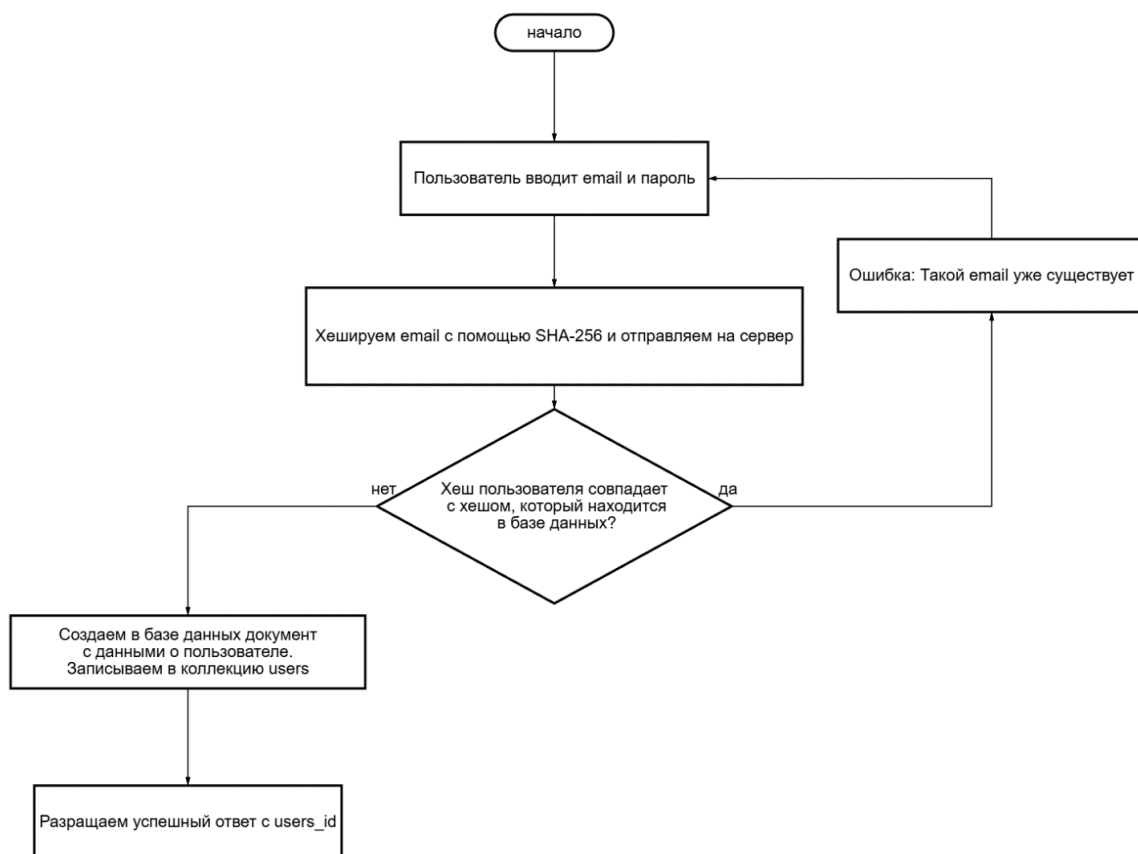 начало
Пользователь вводит email и пароль
Ошибка: Такой email уже существует
Хешируем email с помощью SHA-256 и отправляем на сервер
нет
Хеш пользователя совпадает
с хешом, который находится
в базе данных?
да
Создаем в базе данных документ
с данными о пользователе.
Записываем в коллекцию users
Разращаем успешный ответ с users_id